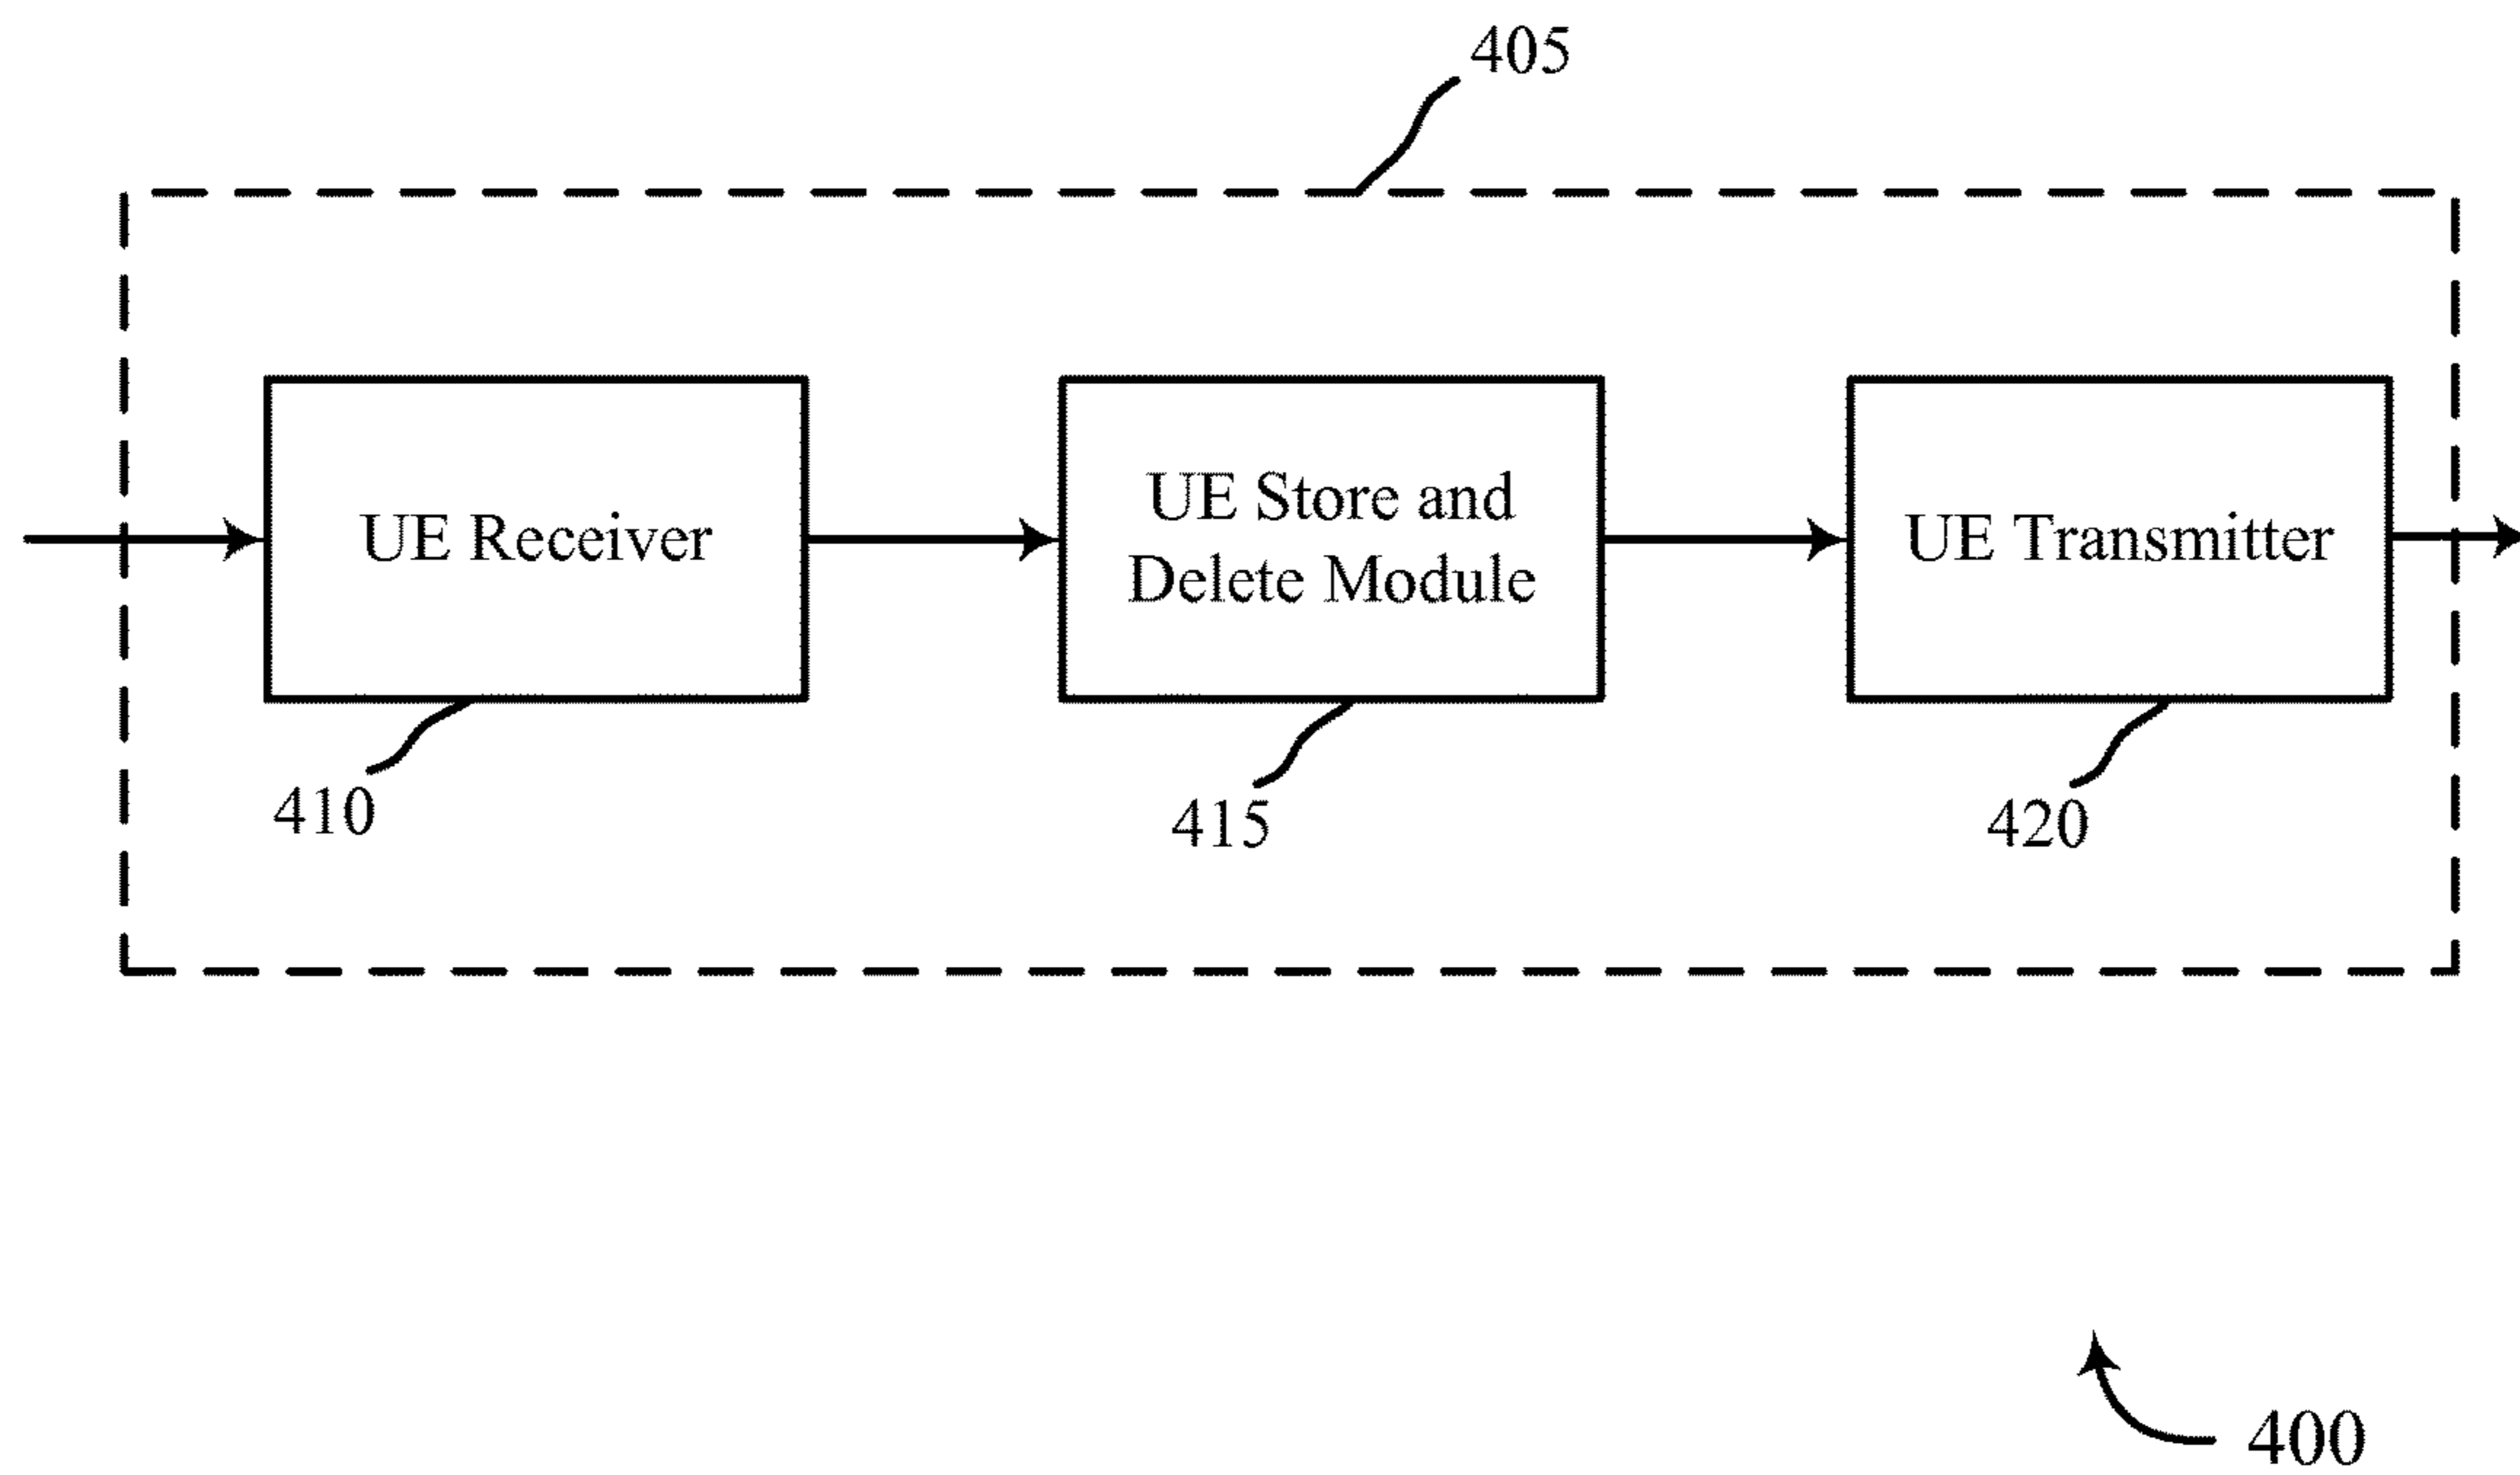 405
UE Receiver
UE Store and
Delete Module
UE Transmitter
410
415
420
400